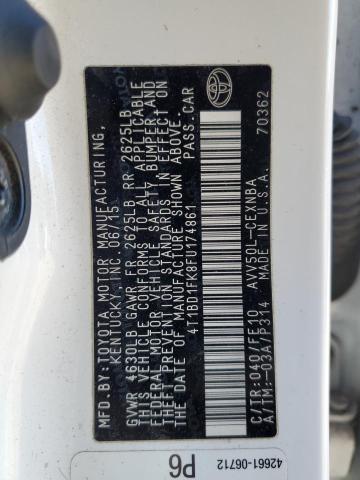 MFD.BY:TOYOTA MOTOR MANUFACTURING,
KENTUCKY,INC. 06/15
GVWR 4630LB GAWR FR 2625LB RR 2625LB
THIS VEHICLE CONFORMS TO ALL APPLICABLE
FEDERAL MOTOR VEHICLE SAFETY, BUMPER, AND
THEFT PREVENTION STANDARDS IN EFFECT ON
THE DATE OF MANUFACTURE SHOWN ABOVE.
4T1BD1FK8FU174861 PASS.CAR
C/TR:040/FE10 AVV50L-CEXNBA
A/TM:-03A/P314 MADE IN U.S.A.
70362
42661-06712
P6